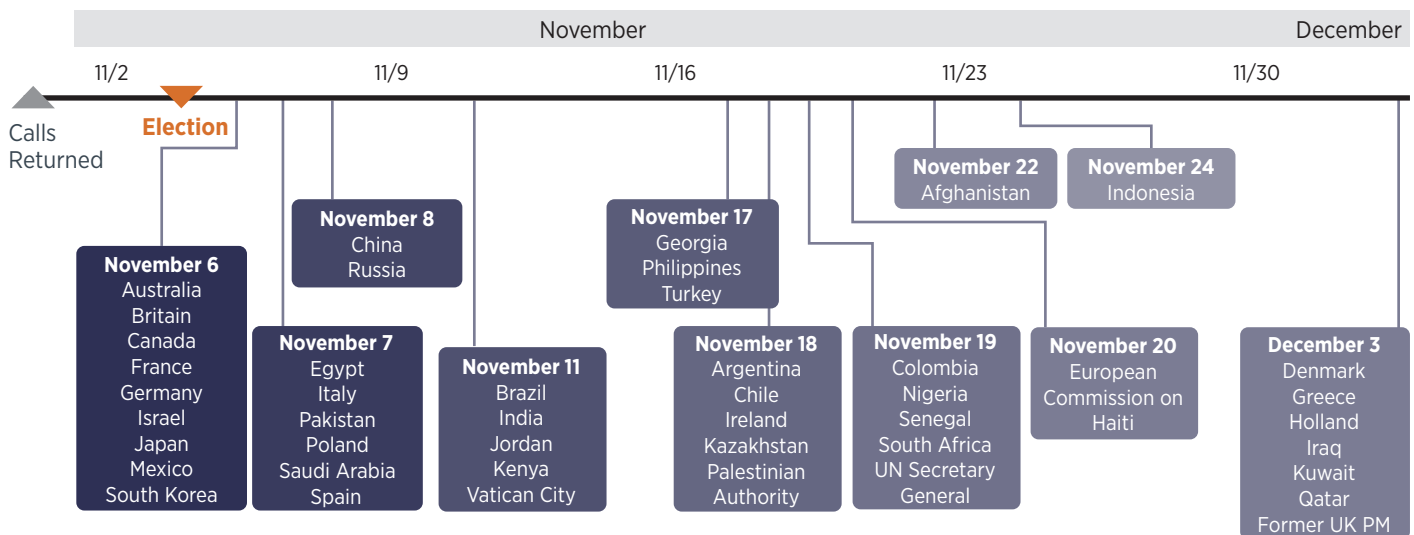 November
December
11/2
11/9
11/16
11/23
11/30
Calls
Returned
Election
November 6
Australia
Britain
Canada
France
Germany
Israel
Japan
Mexico
South Korea
November 7
Egypt
Italy
Pakistan
Poland
Saudi Arabia
Spain
November 8
China
Russia
November 11
Brazil
India
Jordan
Kenya
Vatican City
November 17
Georgia
Philippines
Turkey
November 18
Argentina
Chile
Ireland
Kazakhstan
Palestinian
Authority
November 19
Colombia
Nigeria
Senegal
South Africa
UN Secretary
General
November 20
European
Commission on
Haiti
November 22
Afghanistan
November 24
Indonesia
December 3
Denmark
Greece
Holland
Iraq
Kuwait
Qatar
Former UK PM